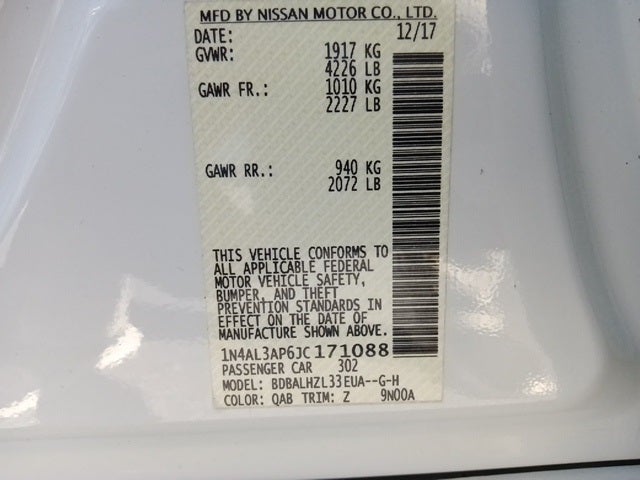 MFD BY NISSAN MOTOR CO., LTD.
DATE: 12/17
GVWR: 1917 KG
4226 LB
GAWR FR.: 1010 KG
2227 LB
GAWR RR.: 940 KG
2072 LB
THIS VEHICLE CONFORMS TO
ALL APPLICABLE FEDERAL
MOTOR VEHICLE SAFETY,
BUMPER, AND THEFT
PREVENTION STANDARDS IN
EFFECT ON THE DATE OF
MANUFACTURE SHOWN ABOVE.
1N4AL3AP6JC171088
PASSENGER CAR 302
MODEL: BDBALHZL33EUA--G-H
COLOR: QAB TRIM: Z 9N00A